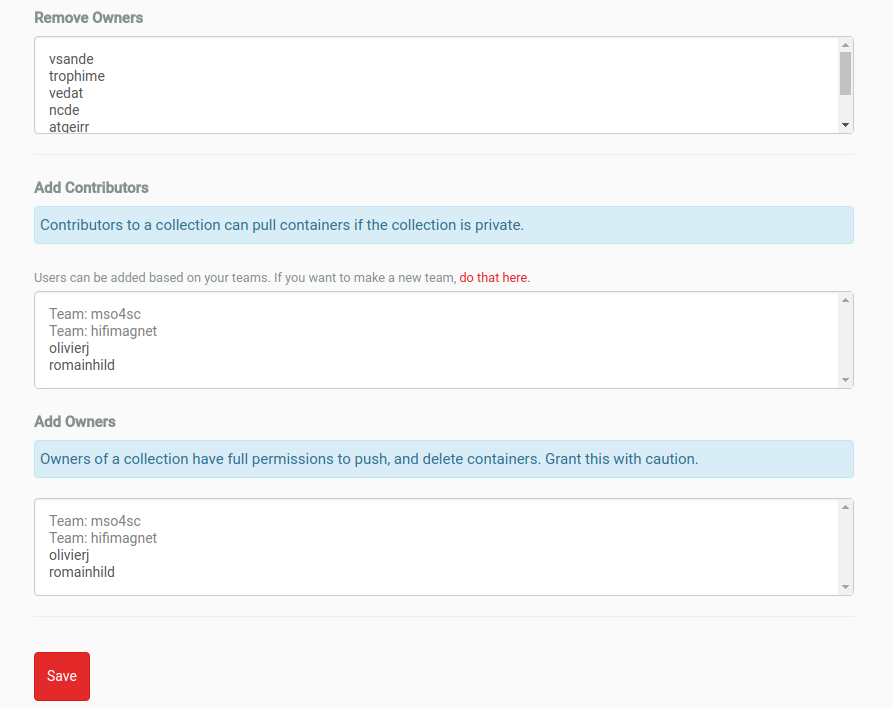 Remove Owners
vsande
trophime
vedat
ncde
atgeirr
Add Contributors
Contributors to a collection can pull containers if the collection is private.
Users can be added based on your teams. If you want to make a new team, do that here.
Team: mso4sc
Team: hifimagnet
olivierj
romainhild
Add Owners
Owners of a collection have full permissions to push, and delete containers. Grant this with caution.
Team: mso4sc
Team: hifimagnet
olivierj
romainhild
Save